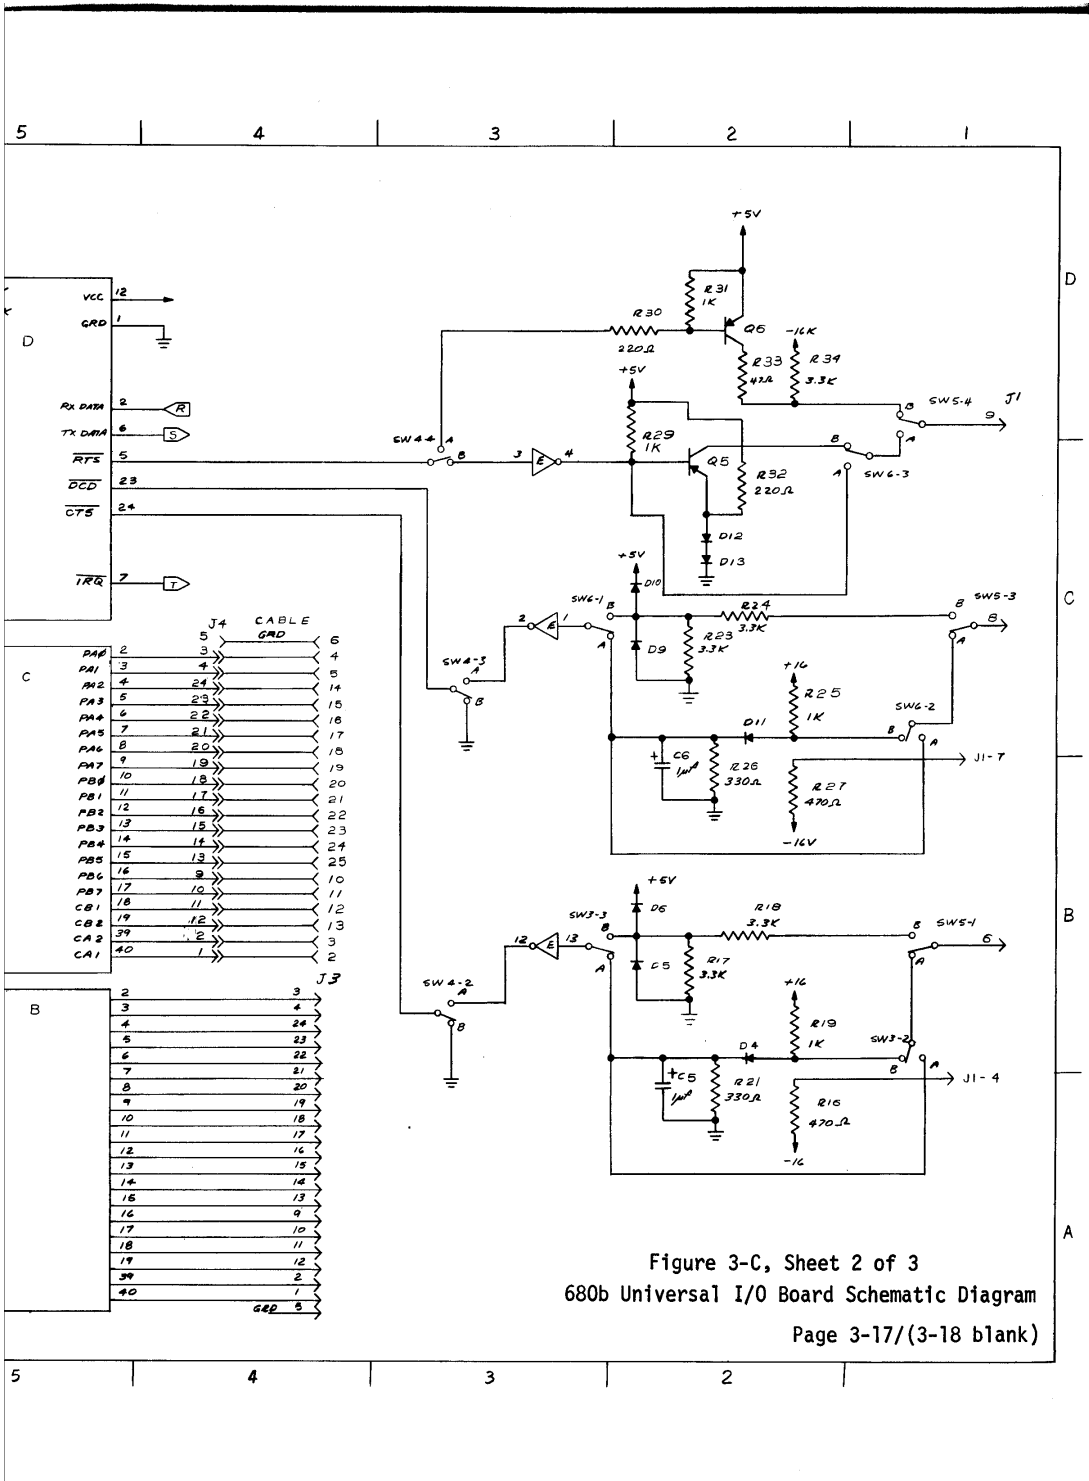 5 4 3 2 1
+5V
D
R31
1K
VCC 12
GRD 1
D
R30
220Ω
Q6
-16K
R33
47Ω
R34
3.3K
+5V
RX DATA 2 R
TX DATA 6 S
RTS 5
DCD 23
CTS 24
IRQ 7 T
SW44 A
B
3 E 4
R29
1K
Q5
R32
220Ω
B SW5-4 J1
9
A
B
A SW6-3
D12
D13
+5V
C
D10
SW6-1 B
2 E 1
A
R24
3.3K
R23
3.3K
D9
B SW5-3
8
A
J4 CABLE
5 GRD 6
C
PAØ 2 3 4
PA1 3 4 5
PA2 4 24 14
PA3 5 23 15
PA4 6 22 16
PA5 7 21 17
PA6 8 20 18
PA7 9 19 19
PBØ 10 18 20
PB1 11 17 21
PB2 12 16 22
PB3 13 15 23
PB4 14 14 24
PB5 15 13 25
PB6 16 9 10
PB7 17 10 11
CB1 18 11 12
CB2 19 12 13
CA2 39 2 3
CA1 40 1 2
SW4-3
A
B
+16
R25
1K
SW6-2
B A
D11
+ C6
1μf
R26
330Ω
J1-7
R27
470Ω
-16V
B
+5V
D6
SW3-3 B
12 E 13
A
R18
3.3K
D5
R17
3.3K
B SW5-1
6
A
SW4-2
A
B
+16
R19
1K
SW3-2
B A
D4
+C5
1μf
R21
330Ω
J1-4
R16
470Ω
-16
J3
B
2 3
3 4
4 24
5 23
6 22
7 21
8 20
9 19
10 18
11 17
12 16
13 15
14 14
15 13
16 9
17 10
18 11
19 12
39 2
40 1
GRD 5
A
Figure 3-C, Sheet 2 of 3
680b Universal I/O Board Schematic Diagram
Page 3-17/(3-18 blank)
5 4 3 2